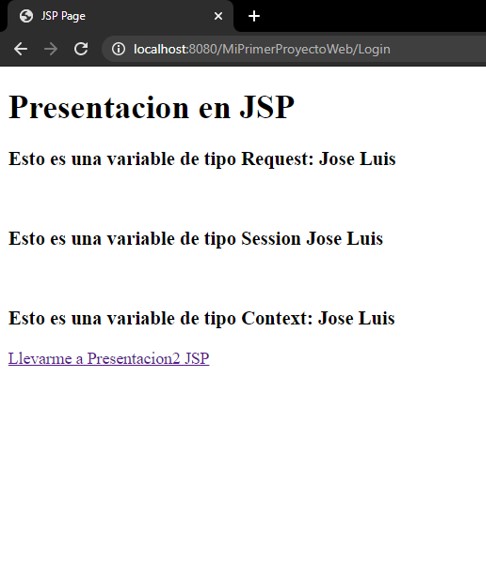 JSP Page
localhost:8080/MiPrimerProyectoWeb/Login
Presentacion en JSP
Esto es una variable de tipo Request: Jose Luis
Esto es una variable de tipo Session Jose Luis
Esto es una variable de tipo Context: Jose Luis
Llevarme a Presentacion2 JSP